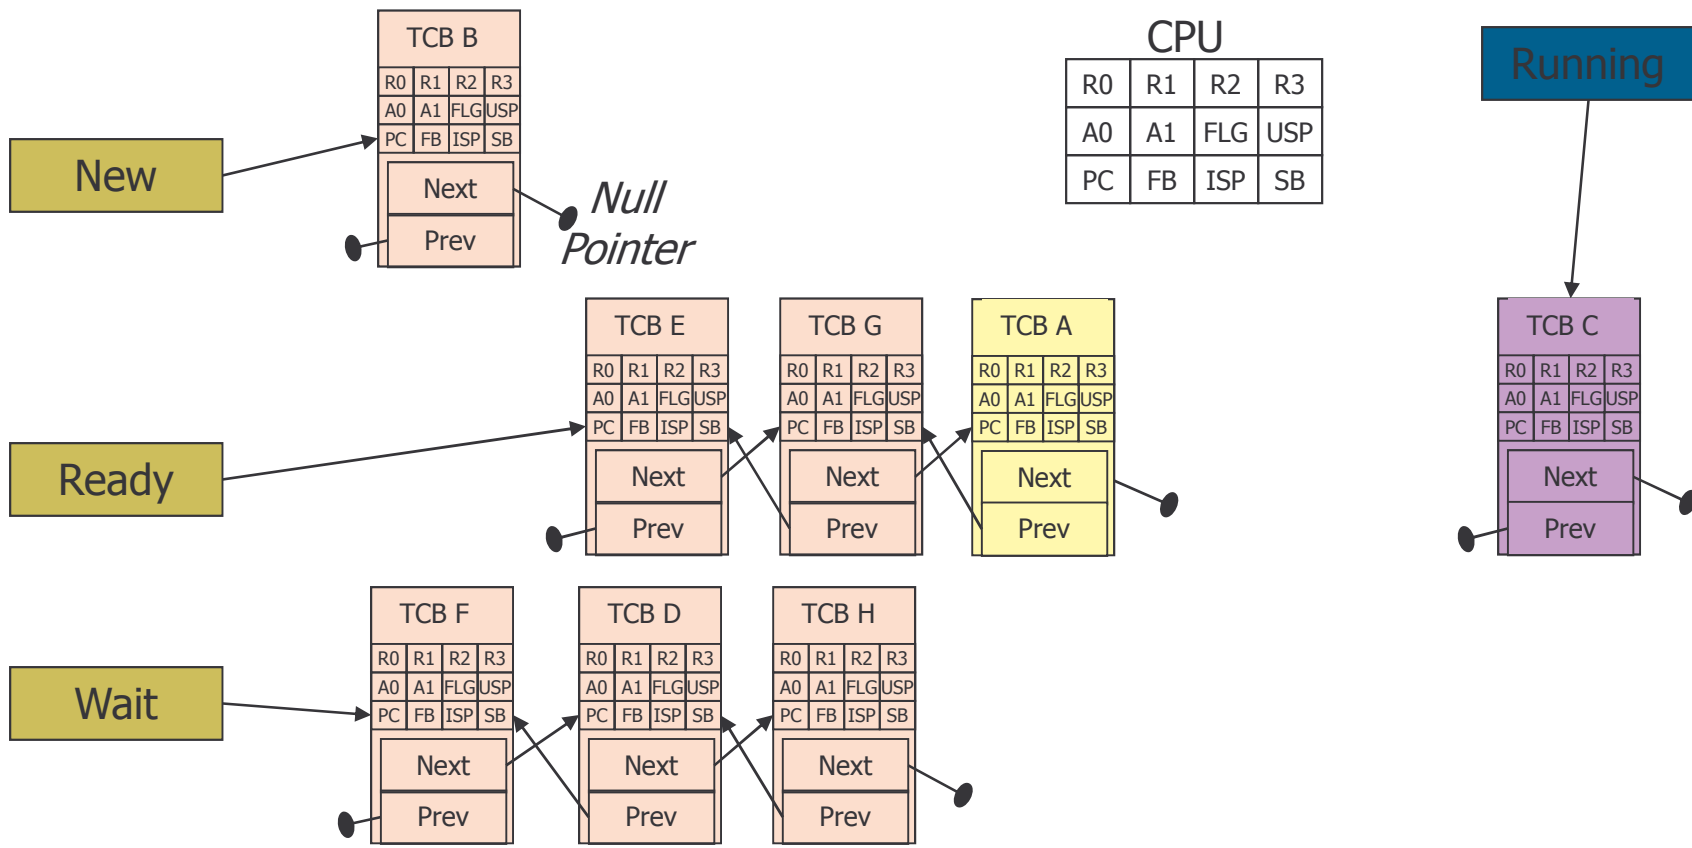 TCB B
R0 R1 R2 R3
A0 A1 FLG USP
PC FB ISP SB
Next
Prev
New
Null
Pointer
CPU
R0 R1 R2 R3
A0 A1 FLG USP
PC FB ISP SB
Running
Ready
TCB E
R0 R1 R2 R3
A0 A1 FLG USP
PC FB ISP SB
Next
Prev
TCB G
R0 R1 R2 R3
A0 A1 FLG USP
PC FB ISP SB
Next
Prev
TCB A
R0 R1 R2 R3
A0 A1 FLG USP
PC FB ISP SB
Next
Prev
TCB C
R0 R1 R2 R3
A0 A1 FLG USP
PC FB ISP SB
Next
Prev
Wait
TCB F
R0 R1 R2 R3
A0 A1 FLG USP
PC FB ISP SB
Next
Prev
TCB D
R0 R1 R2 R3
A0 A1 FLG USP
PC FB ISP SB
Next
Prev
TCB H
R0 R1 R2 R3
A0 A1 FLG USP
PC FB ISP SB
Next
Prev